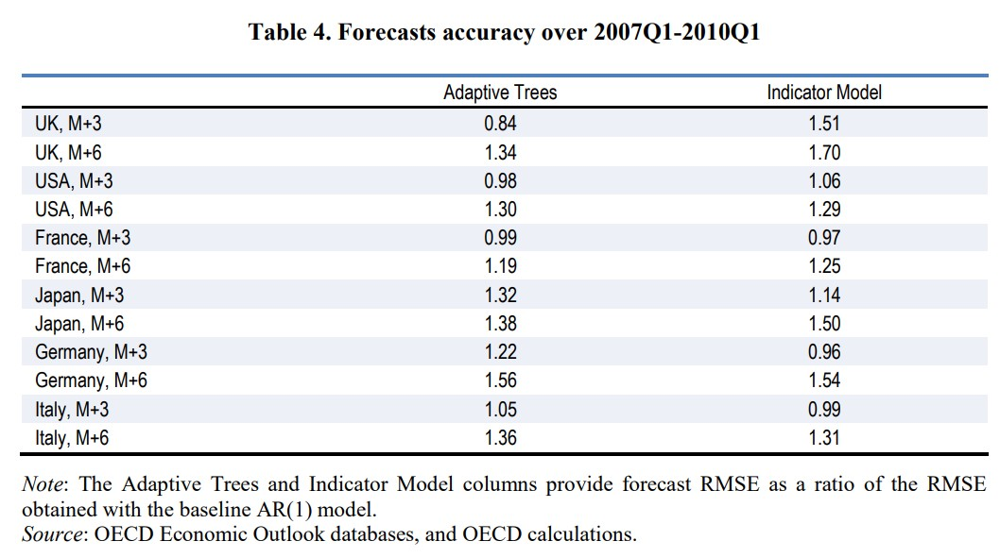 Table 4. Forecasts accuracy over 2007Q1-2010Q1
Adaptive Trees Indicator Model
UK, M+3 0.84 1.51
UK, M+6 1.34 1.70
USA, M+3 0.98 1.06
USA, M+6 1.30 1.29
France, M+3 0.99 0.97
France, M+6 1.19 1.25
Japan, M+3 1.32 1.14
Japan, M+6 1.38 1.50
Germany, M+3 1.22 0.96
Germany, M+6 1.56 1.54
Italy, M+3 1.05 0.99
Italy, M+6 1.36 1.31
Note: The Adaptive Trees and Indicator Model columns provide forecast RMSE as a ratio of the RMSE
obtained with the baseline AR(1) model.
Source: OECD Economic Outlook databases, and OECD calculations.